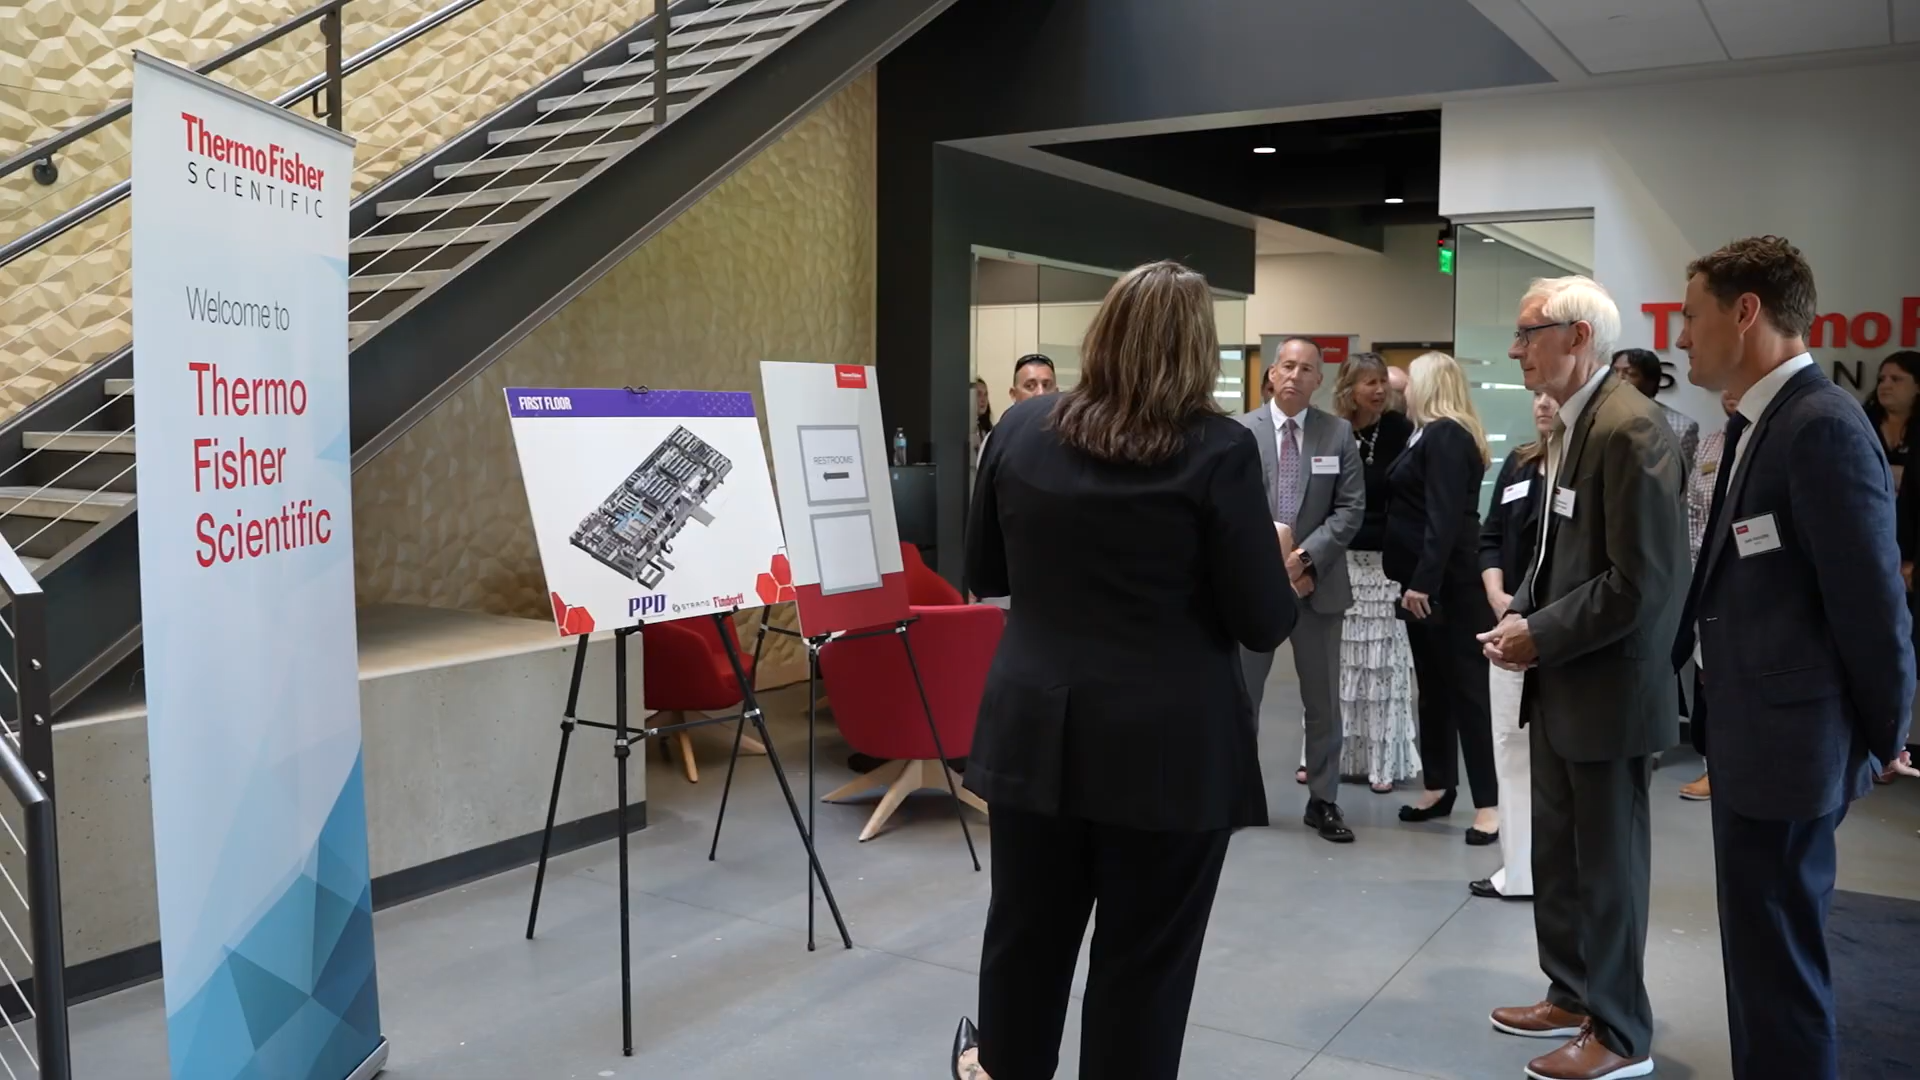 ThermoFisher
SCIENTIFIC
Welcome to
Thermo
Fisher
Scientific
FIRST FLOOR
PPD
STRANG
Findorff
RESTROOMS